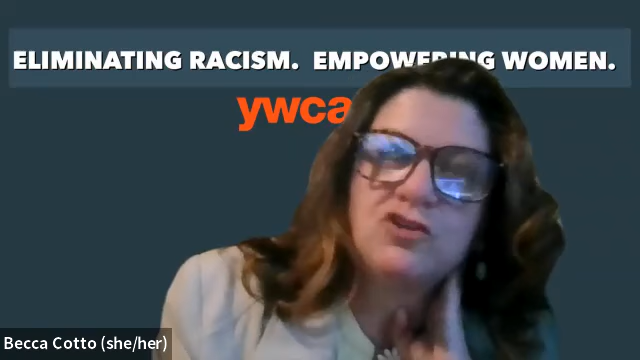 ELIMINATING RACISM. EMPOWERING WOMEN.
ywca
Becca Cotto (she/her)